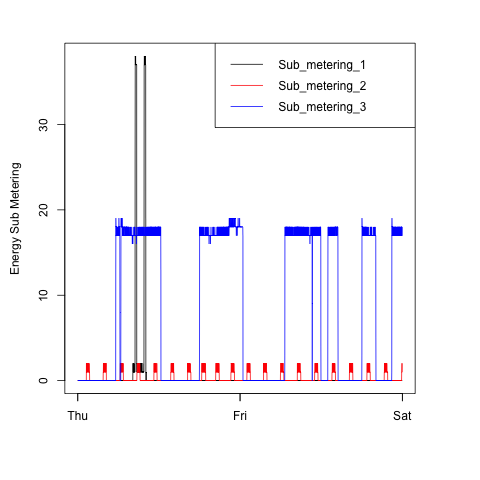 Sub_metering_1
Sub_metering_2
Sub_metering_3
Energy Sub Metering
30
20
10
0
Thu Fri Sat